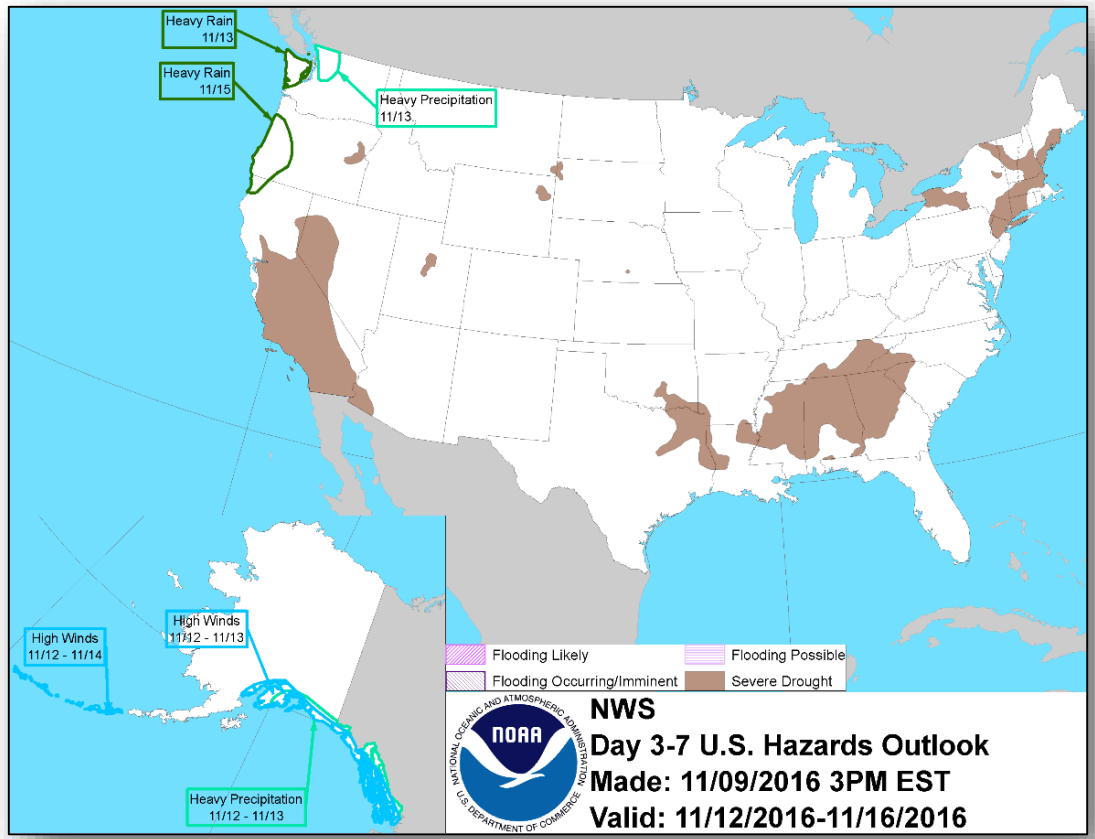 Heavy Rain
11/13
Heavy Rain
11/15
Heavy Precipitation
11/13
High Winds
11/12 - 11/13
High Winds
11/12 - 11/14
Heavy Precipitation
11/12 - 11/13
Flooding Likely
Flooding Possible
Flooding Occurring/Imminent
Severe Drought
NATIONAL OCEANIC AND ATMOSPHERIC ADMINISTRATION
NOAA
U.S. DEPARTMENT OF COMMERCE
NWS
Day 3-7 U.S. Hazards Outlook
Made: 11/09/2016 3PM EST
Valid: 11/12/2016-11/16/2016